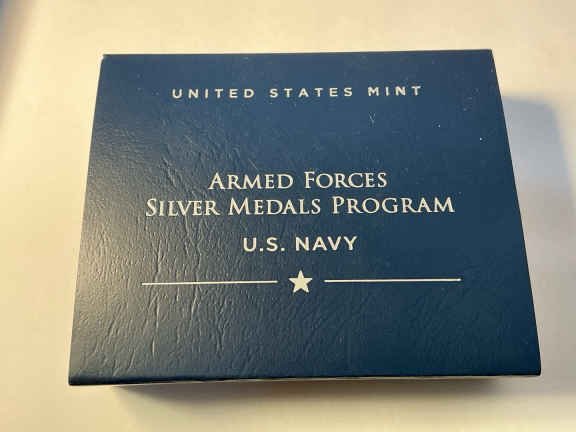 UNITED STATES MINT
ARMED FORCES
SILVER MEDALS PROGRAM
U.S. NAVY